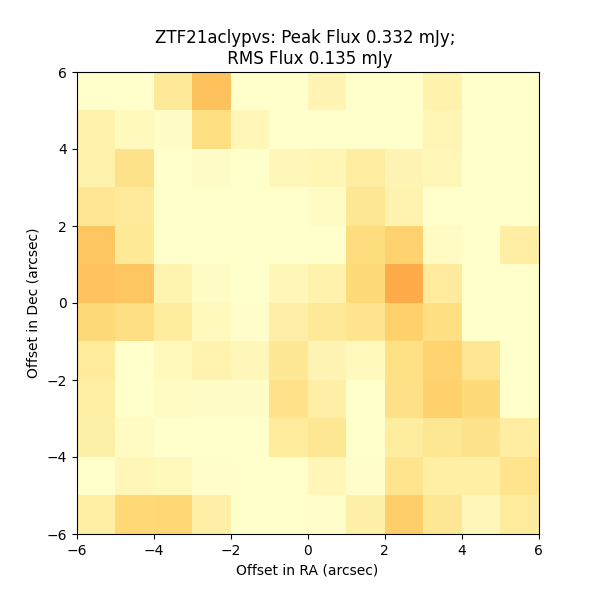 ZTF21aclypvs: Peak Flux 0.332 mJy;
RMS Flux 0.135 mJy
6
4
2
0
−2
−4
−6
Offset in Dec (arcsec)
−6 −4 −2 0 2 4 6
Offset in RA (arcsec)